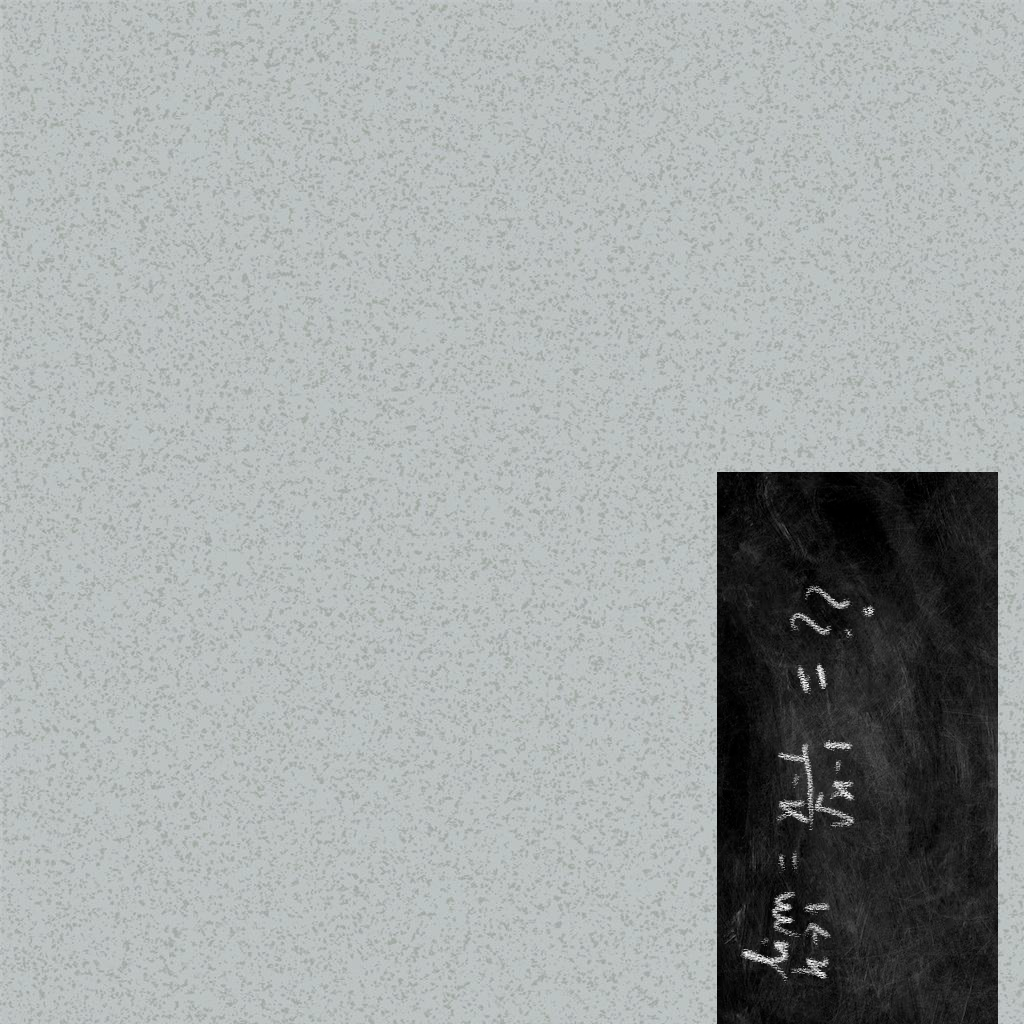 lim = x-1/√x-1 = ??
x→1